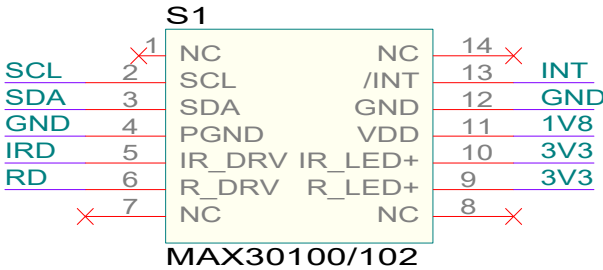 S1
1 NC NC 14
SCL 2 SCL /INT 13 INT
SDA 3 SDA GND 12 GND
GND 4 PGND VDD 11 1V8
IRD 5 IR_DRV IR_LED+ 10 3V3
RD 6 R_DRV R_LED+ 9 3V3
7 NC NC 8
MAX30100/102